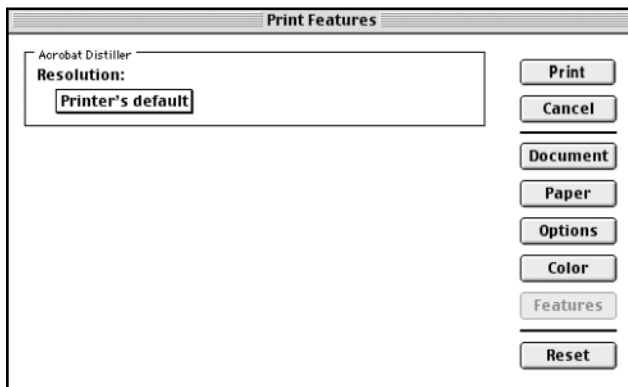 Print Features
Acrobat Distiller
Resolution:
Printer's default
Print
Cancel
Document
Paper
Options
Color
Features
Reset